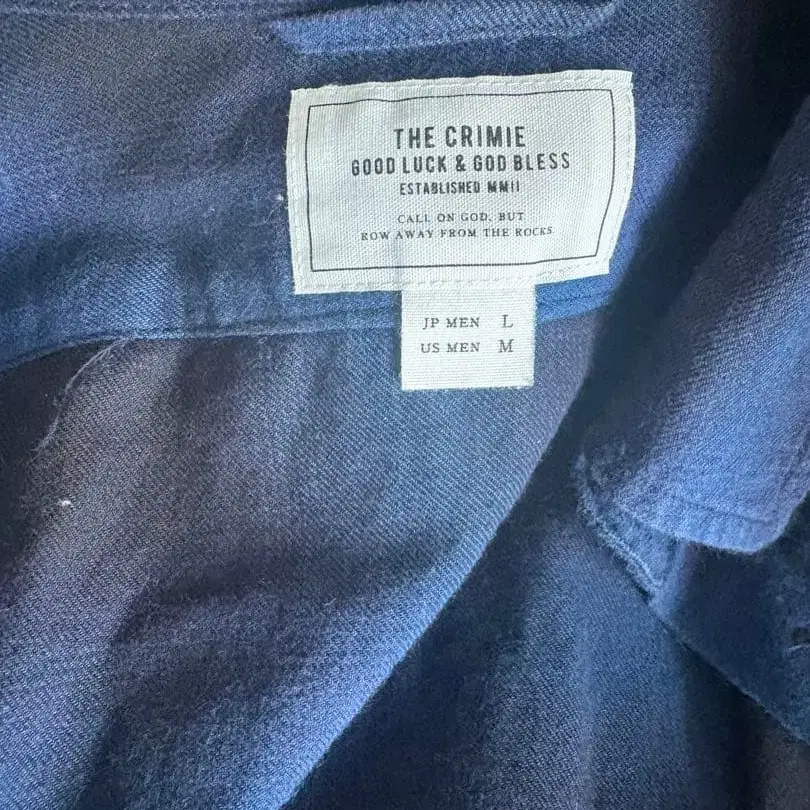 THE CRIMIE
GOOD LUCK & GOD BLESS
ESTABLISHED MMII
CALL ON GOD, BUT
ROW AWAY FROM THE ROCKS
JP MEN L
US MEN M